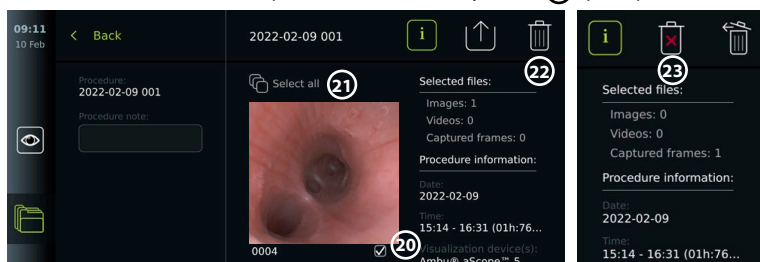 09:11
10 Feb
Back
2022-02-09 001
i
22
Procedure:
2022-02-09 001
Procedure note:
Select all
21
0004
20
Selected files:
Images: 1
Videos: 0
Captured frames: 0
Procedure information:
Date:
2022-02-09
Time:
15:14 - 16:31 (01h:76...
Visualization device(s):
Ambu® aScope™ 5
i
23
Selected files:
Images: 0
Videos: 0
Captured frames: 1
Procedure information:
Date:
2022-02-09
Time:
15:14 - 16:31 (01h:76...